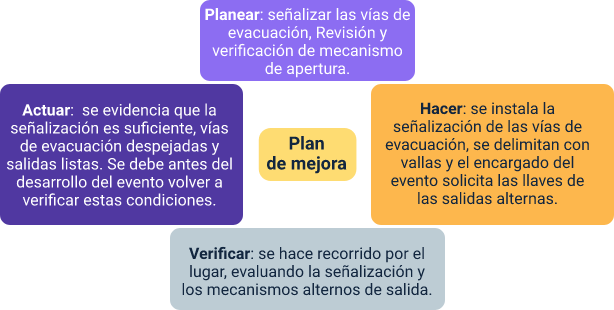 Planear: señalizar las vías de
evacuación, Revisión y
verificación de mecanismo
de apertura.
Actuar: se evidencia que la
señalización es suficiente, vías
de evacuación despejadas y
salidas listas. Se debe antes del
desarrollo del evento volver a
verificar estas condiciones.
Plan
de mejora
Hacer: se instala la
señalización de las vías de
evacuación, se delimitan con
vallas y el encargado del
evento solicita las llaves de
las salidas alternas.
Verificar: se hace recorrido por el
lugar, evaluando la señalización y
los mecanismos alternos de salida.